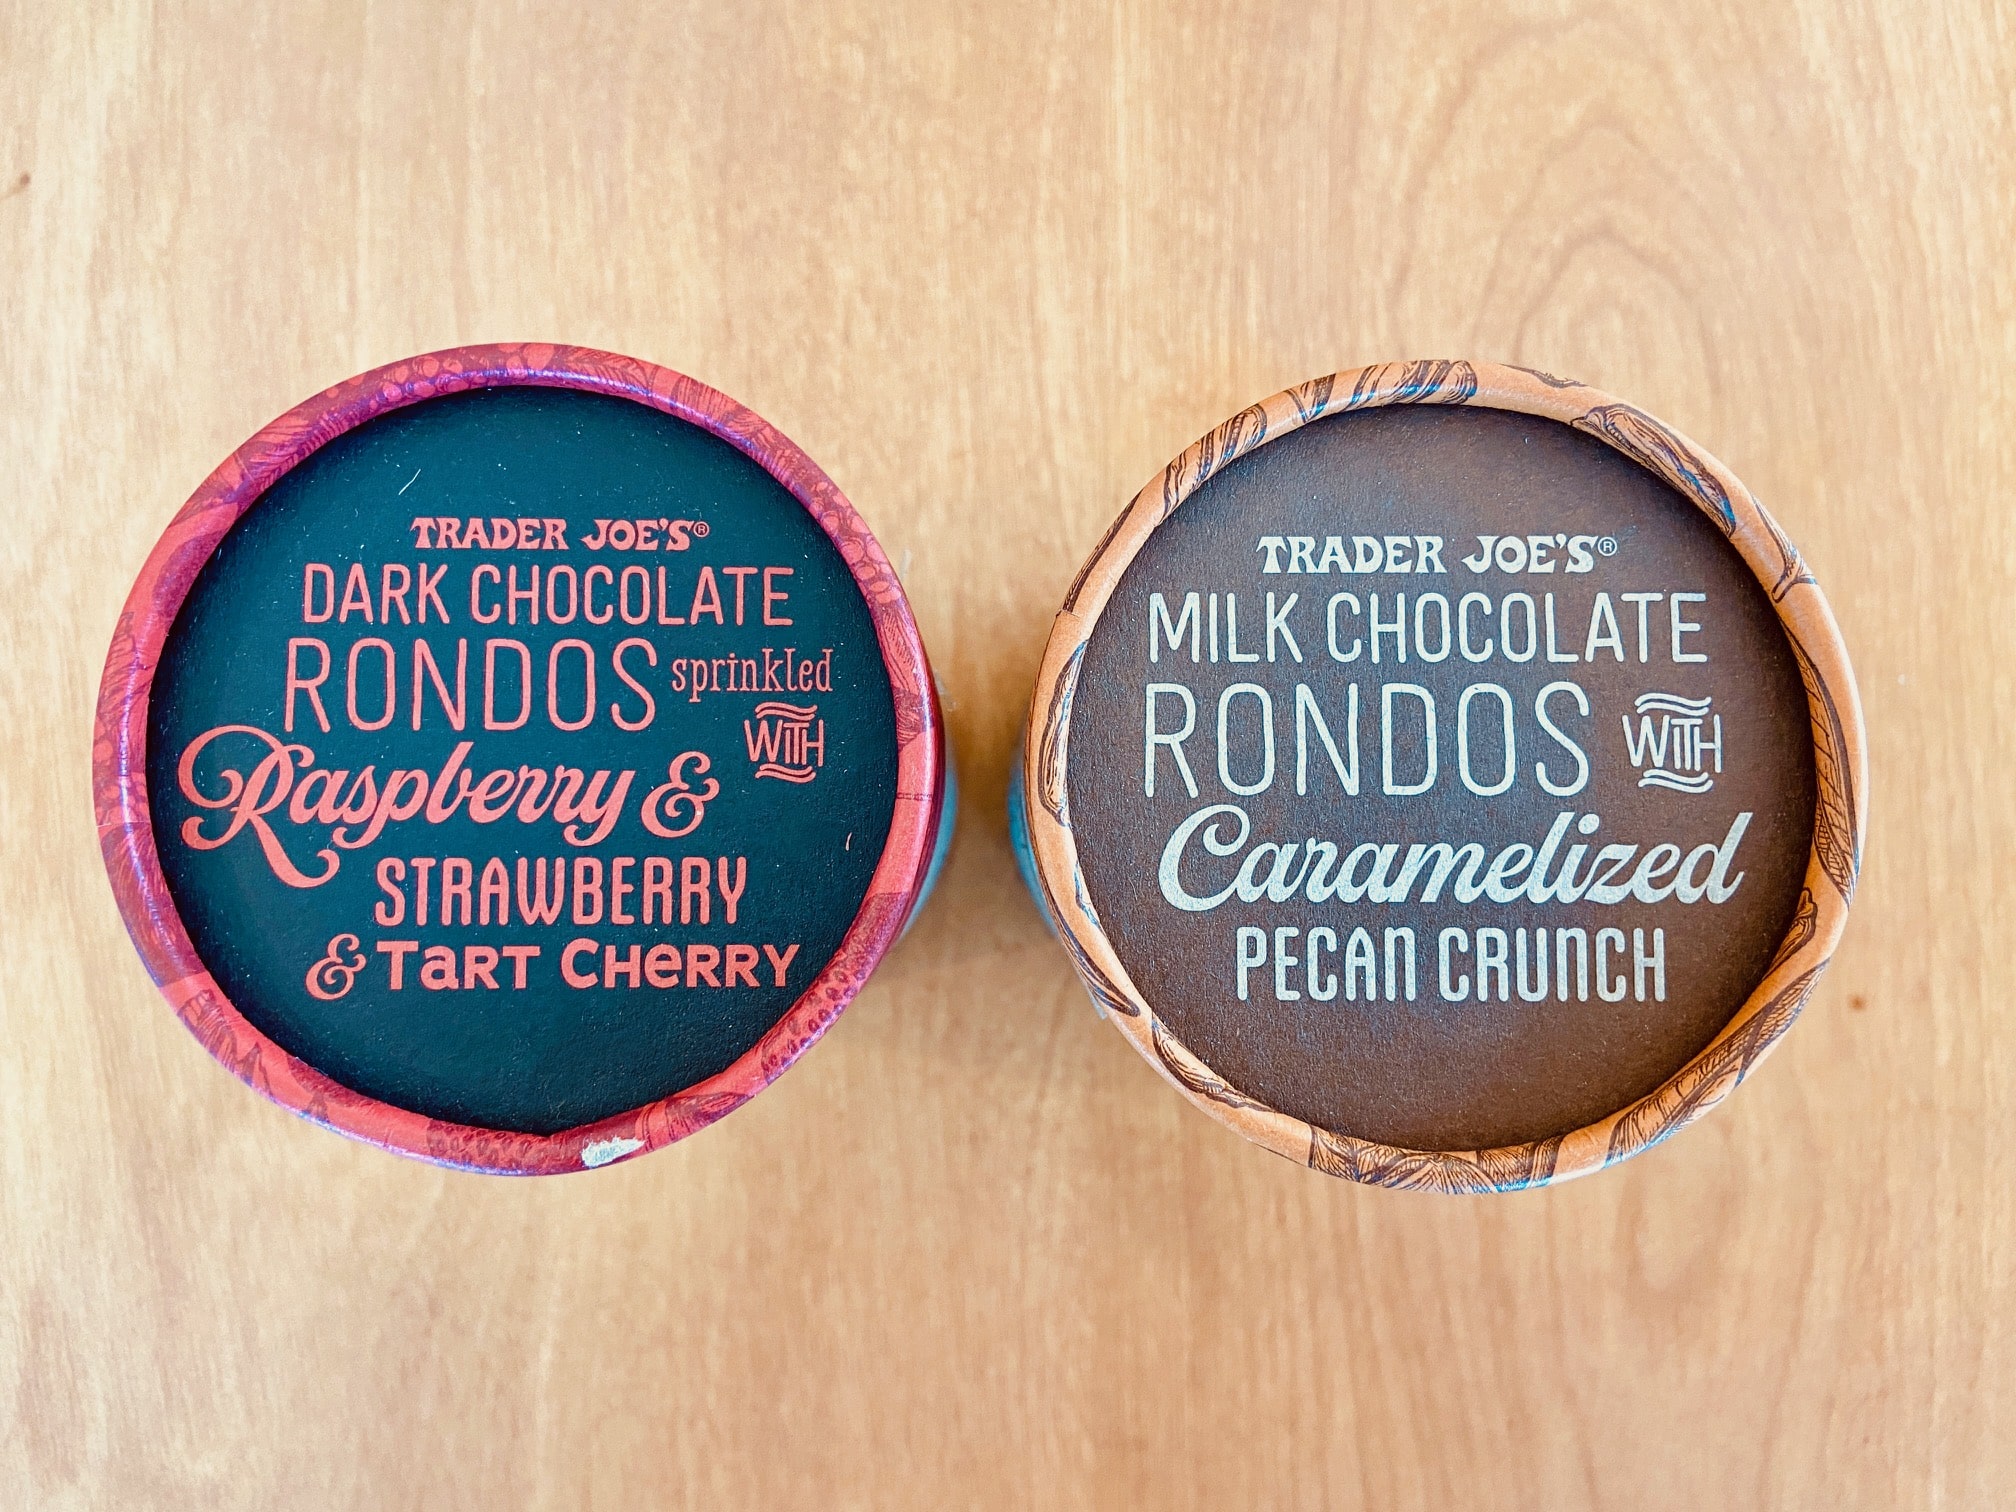 TRADER JOE'S®
DARK CHOCOLATE
RONDOS sprinkled
WITH
Raspberry &
STRAWBERRY
& TaRT CHeRRY
TRADER JOE'S®
MILK CHOCOLATE
RONDOS WITH
Caramelized
PECAN CRUNCH